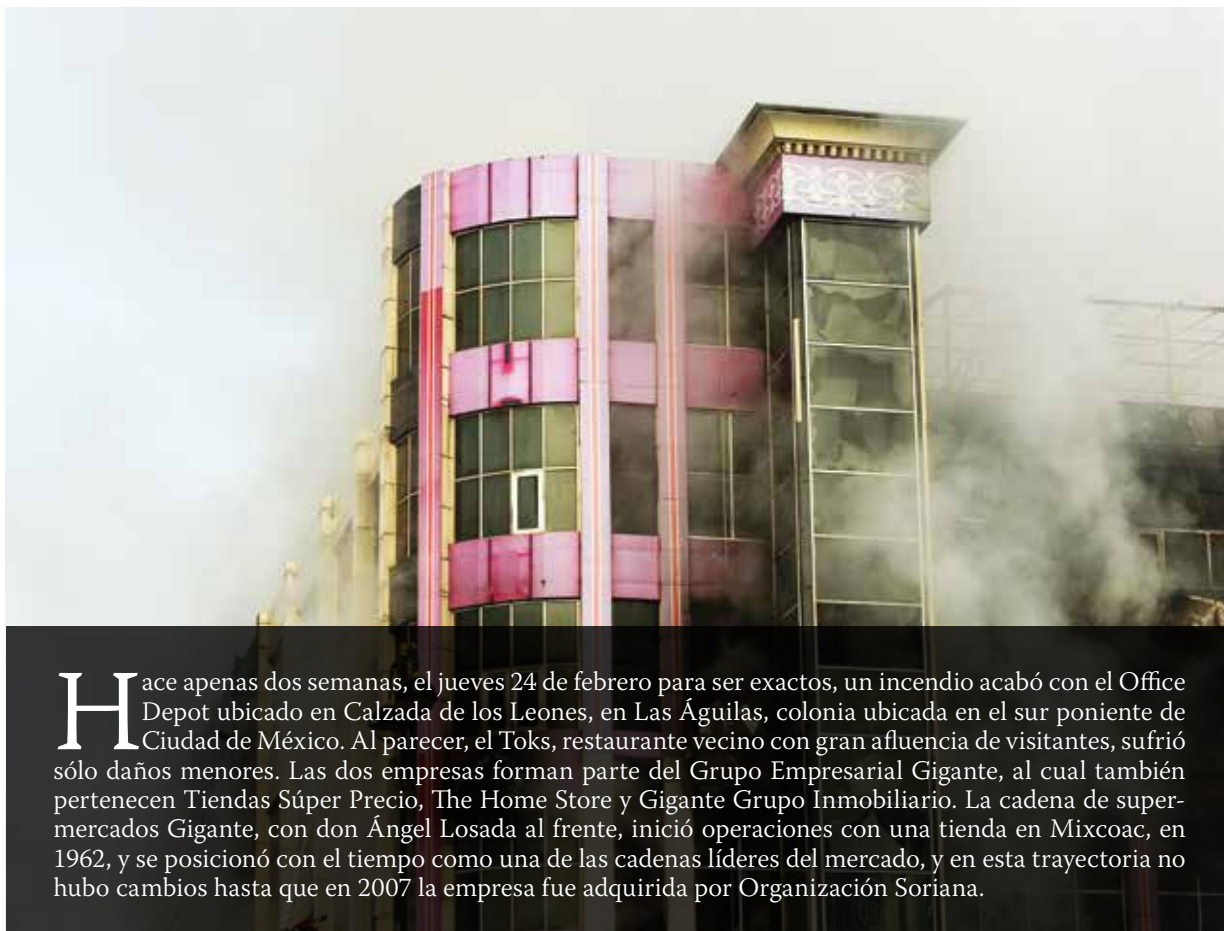 Hace apenas dos semanas, el jueves 24 de febrero para ser exactos, un incendio acabó con el Office
Depot ubicado en Calzada de los Leones, en Las Águilas, colonia ubicada en el sur poniente de
Ciudad de México. Al parecer, el Toks, restaurante vecino con gran afluencia de visitantes, sufrió
sólo daños menores. Las dos empresas forman parte del Grupo Empresarial Gigante, al cual también
pertenecen Tiendas Súper Precio, The Home Store y Gigante Grupo Inmobiliario. La cadena de super-
mercados Gigante, con don Ángel Losada al frente, inició operaciones con una tienda en Mixcoac, en
1962, y se posicionó con el tiempo como una de las cadenas líderes del mercado, y en esta trayectoria no
hubo cambios hasta que en 2007 la empresa fue adquirida por Organización Soriana.